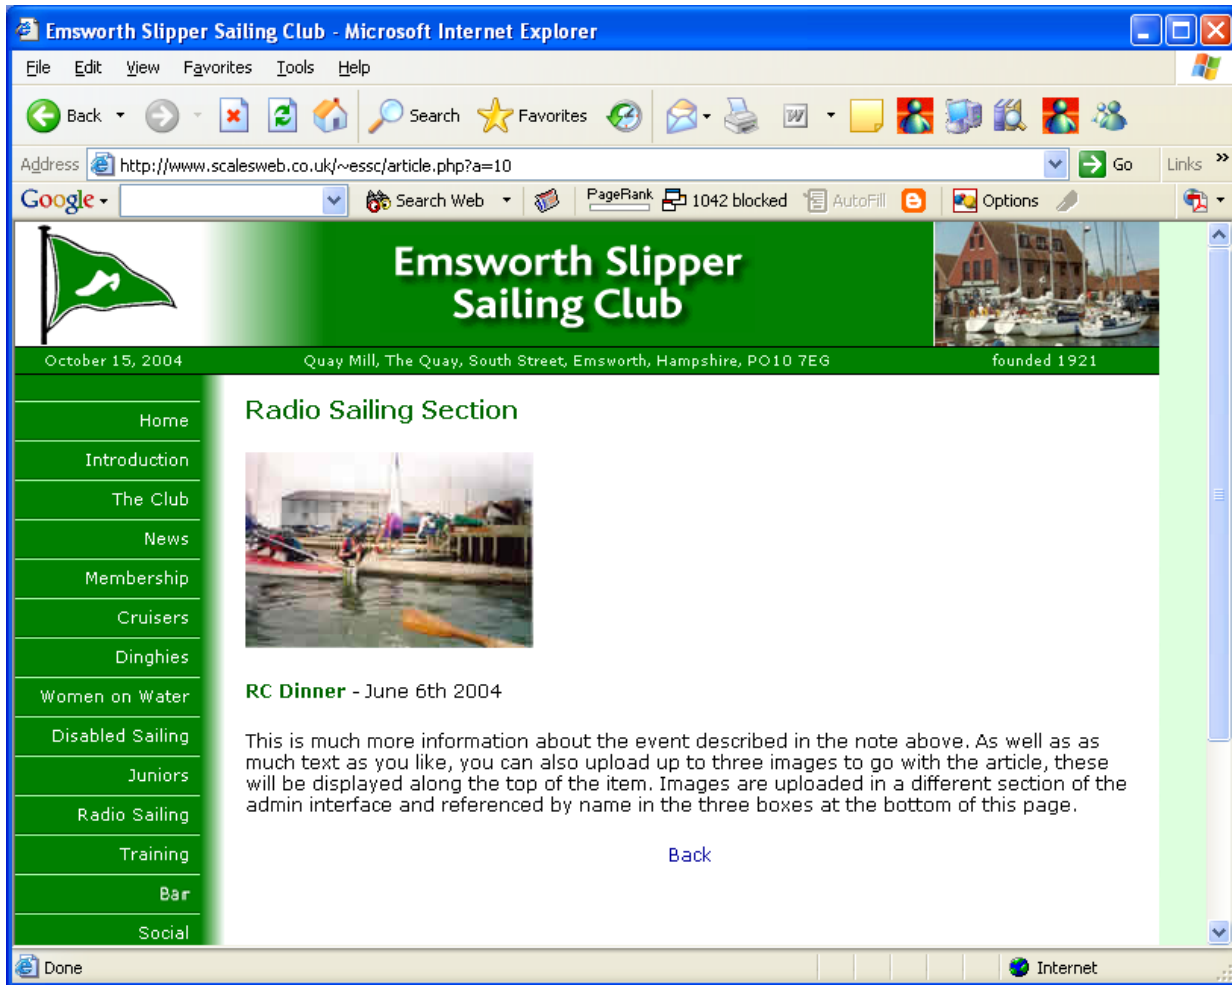 Emsworth Slipper Sailing Club - Microsoft Internet Explorer
File Edit View Favorites Tools Help
Back Search Favorites W
Address http://www.scalesweb.co.uk/~essc/article.php?a=10 Go Links »
Google Search Web PageRank 1042 blocked AutoFill Options
Emsworth Slipper
Sailing Club
October 15, 2004 Quay Mill, The Quay, South Street, Emsworth, Hampshire, PO10 7EG founded 1921
Home
Introduction
The Club
News
Membership
Cruisers
Dinghies
Women on Water
Disabled Sailing
Juniors
Radio Sailing
Training
Bar
Social
Radio Sailing Section
RC Dinner - June 6th 2004
This is much more information about the event described in the note above. As well as as
much text as you like, you can also upload up to three images to go with the article, these
will be displayed along the top of the item. Images are uploaded in a different section of the
admin interface and referenced by name in the three boxes at the bottom of this page.
Back
Done Internet